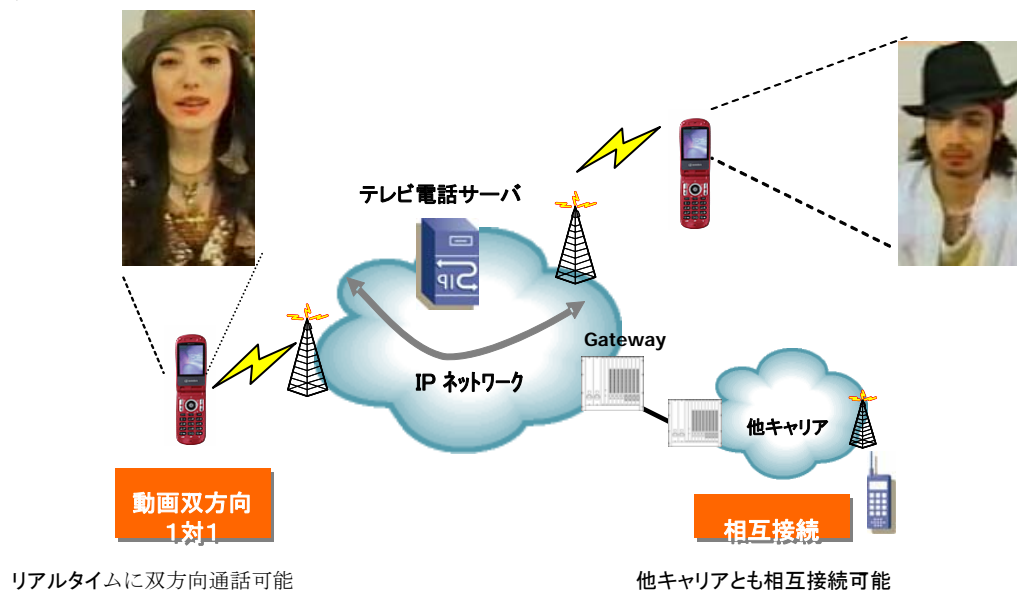 テレビ電話サーバ
SIP
Gateway
IP ネットワーク
他キャリア
動画双方向
1対1
相互接続
リアルタイムに双方向通話可能
他キャリアとも相互接続可能